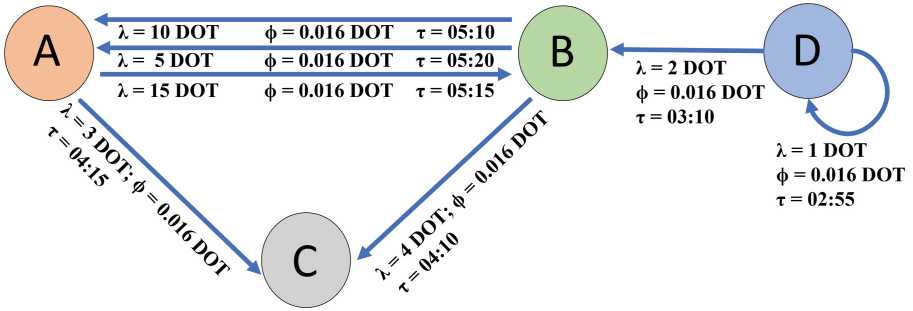 A
B
D
C
λ = 10 DOT ϕ = 0.016 DOT τ = 05:10
λ = 5 DOT ϕ = 0.016 DOT τ = 05:20
λ = 15 DOT ϕ = 0.016 DOT τ = 05:15
λ = 2 DOT
ϕ = 0.016 DOT
τ = 03:10
λ = 1 DOT
ϕ = 0.016 DOT
τ = 02:55
λ = 3 DOT; ϕ = 0.016 DOT
τ = 04:15
λ = 4 DOT; ϕ = 0.016 DOT
τ = 04:10